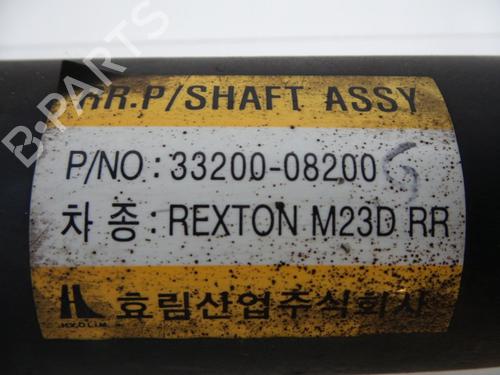 RR.P/SHAFT ASSY
P/NO : 33200-08200 G
차 종 : REXTON M23D RR
HYOLIM
효림산업주식회사
B-PARTS